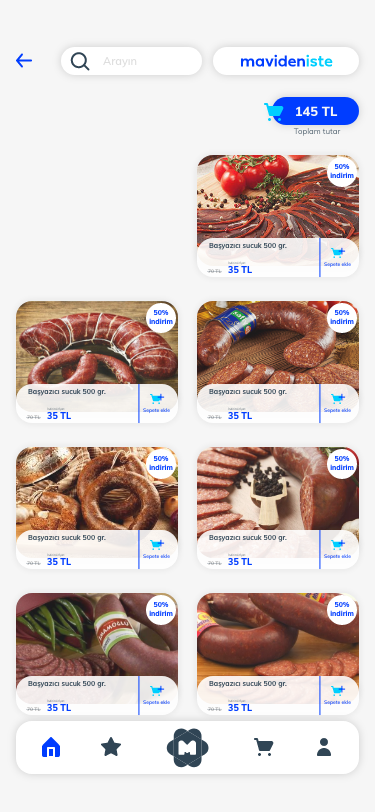 Arayın
mavideniste
145 TL
Toplam tutar
50%
indirim
Başyazıcı sucuk 500 gr.
70 TL
35 TL
Sepete ekle
50%
indirim
Başyazıcı sucuk 500 gr.
70 TL
35 TL
Sepete ekle
50%
indirim
Başyazıcı sucuk 500 gr.
70 TL
35 TL
Sepete ekle
50%
indirim
Başyazıcı sucuk 500 gr.
70 TL
35 TL
Sepete ekle
50%
indirim
Başyazıcı sucuk 500 gr.
70 TL
35 TL
Sepete ekle
50%
indirim
Başyazıcı sucuk 500 gr.
70 TL
35 TL
Sepete ekle
50%
indirim
Başyazıcı sucuk 500 gr.
70 TL
35 TL
Sepete ekle